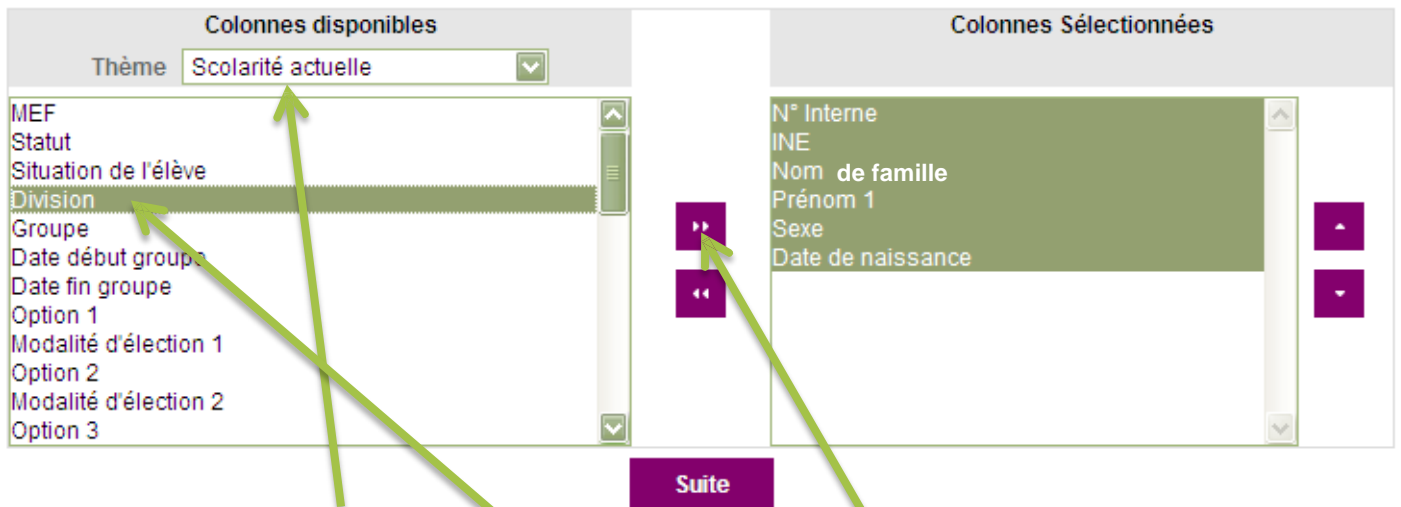 Colonnes disponibles
Colonnes Sélectionnées
Thème Scolarité actuelle
MEF
Statut
Situation de l'élève
Division
Groupe
Date début groupe
Date fin groupe
Option 1
Modalité d'élection 1
Option 2
Modalité d'élection 2
Option 3
N° Interne
INE
Nom de famille
Prénom 1
Sexe
Date de naissance
Suite